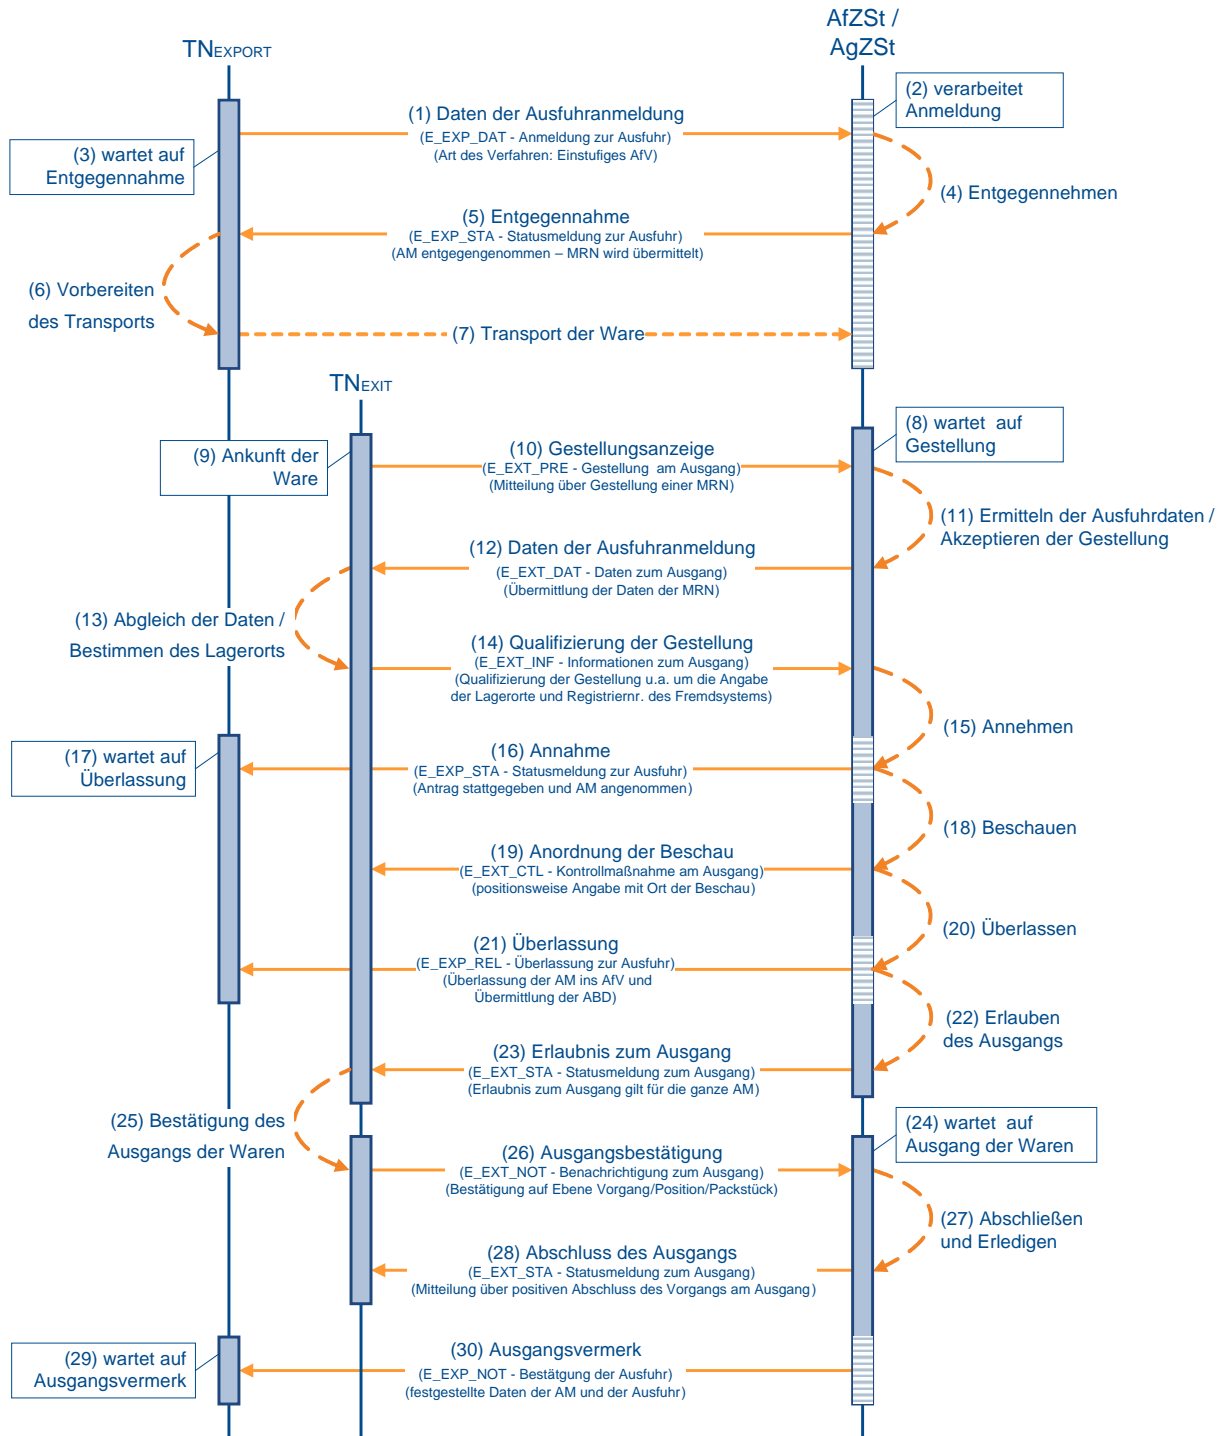 AfZSt /
AgZSt
TNEXPORT
(1) Daten der Ausfuhranmeldung
(E_EXP_DAT - Anmeldung zur Ausfuhr)
(Art des Verfahren: Einstufiges AfV)
(2) verarbeitet
Anmeldung
(3) wartet auf
Entgegennahme
(4) Entgegennehmen
(5) Entgegennahme
(E_EXP_STA - Statusmeldung zur Ausfuhr)
(AM entgegengenommen – MRN wird übermittelt)
(6) Vorbereiten
des Transports
(7) Transport der Ware
TNEXIT
(8) wartet auf
Gestellung
(9) Ankunft der
Ware
(10) Gestellungsanzeige
(E_EXT_PRE - Gestellung am Ausgang)
(Mitteilung über Gestellung einer MRN)
(11) Ermitteln der Ausfuhrdaten /
Akzeptieren der Gestellung
(12) Daten der Ausfuhranmeldung
(E_EXT_DAT - Daten zum Ausgang)
(Übermittlung der Daten der MRN)
(13) Abgleich der Daten /
Bestimmen des Lagerorts
(14) Qualifizierung der Gestellung
(E_EXT_INF - Informationen zum Ausgang)
(Qualifizierung der Gestellung u.a. um die Angabe
der Lagerorte und Registriernr. des Fremdsystems)
(15) Annehmen
(16) Annahme
(E_EXP_STA - Statusmeldung zur Ausfuhr)
(Antrag stattgegeben und AM angenommen)
(17) wartet auf
Überlassung
(18) Beschauen
(19) Anordnung der Beschau
(E_EXT_CTL - Kontrollmaßnahme am Ausgang)
(positionsweise Angabe mit Ort der Beschau)
(20) Überlassen
(21) Überlassung
(E_EXP_REL - Überlassung zur Ausfuhr)
(Überlassung der AM ins AfV und
Übermittlung der ABD)
(22) Erlauben
des Ausgangs
(23) Erlaubnis zum Ausgang
(E_EXT_STA - Statusmeldung zum Ausgang)
(Erlaubnis zum Ausgang gilt für die ganze AM)
(24) wartet auf
Ausgang der Waren
(25) Bestätigung des
Ausgangs der Waren
(26) Ausgangsbestätigung
(E_EXT_NOT - Benachrichtigung zum Ausgang)
(Bestätigung auf Ebene Vorgang/Position/Packstück)
(27) Abschließen
und Erledigen
(28) Abschluss des Ausgangs
(E_EXT_STA - Statusmeldung zum Ausgang)
(Mitteilung über positiven Abschluss des Vorgangs am Ausgang)
(29) wartet auf
Ausgangsvermerk
(30) Ausgangsvermerk
(E_EXP_NOT - Bestätgung der Ausfuhr)
(festgestellte Daten der AM und der Ausfuhr)